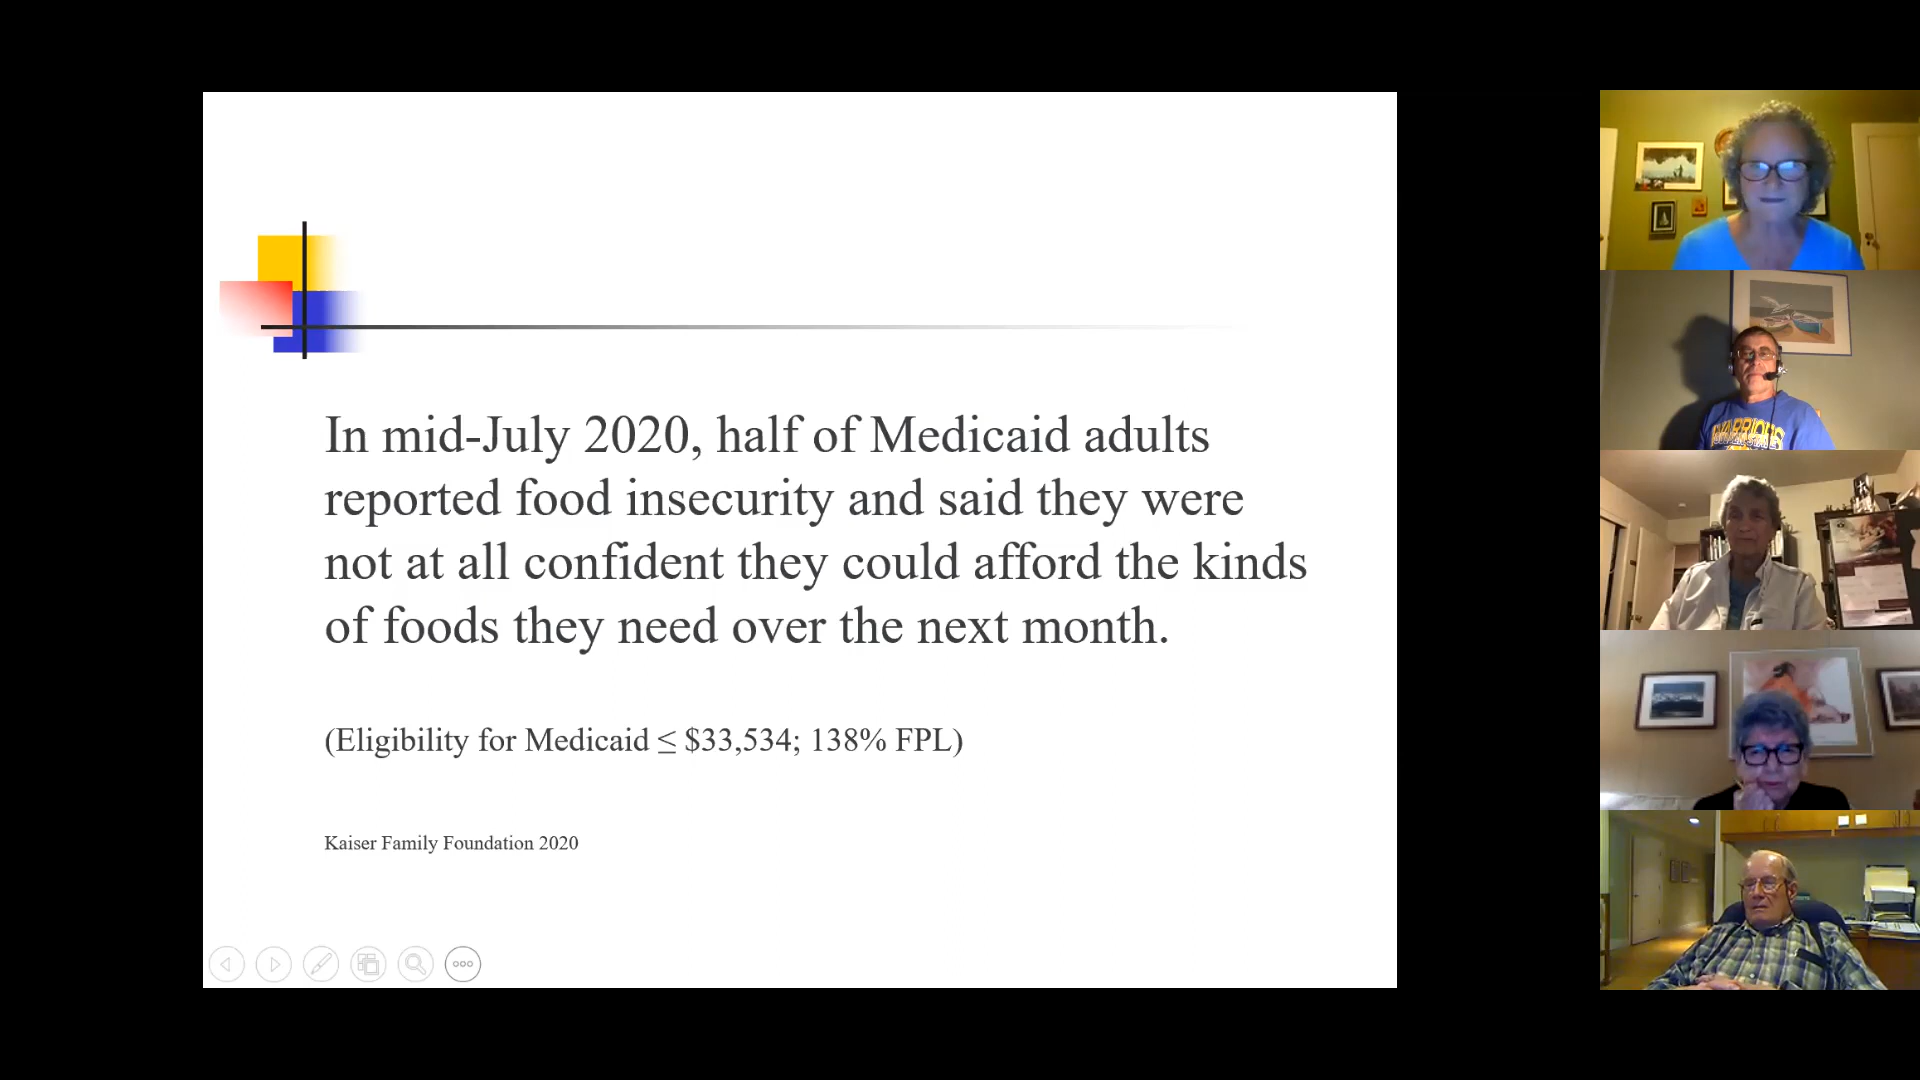 In mid-July 2020, half of Medicaid adults
reported food insecurity and said they were
not at all confident they could afford the kinds
of foods they need over the next month.
(Eligibility for Medicaid ≤ $33,534; 138% FPL)
Kaiser Family Foundation 2020
WARRIORS